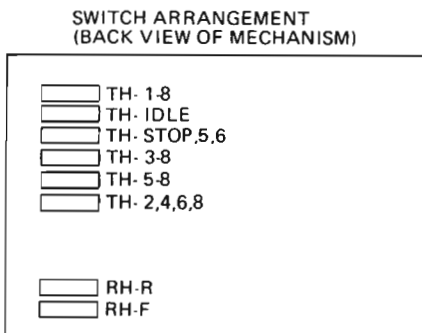 SWITCH ARRANGEMENT
(BACK VIEW OF MECHANISM)
TH- 1-8
TH- IDLE
TH- STOP,5,6
TH- 3-8
TH- 5-8
TH- 2,4,6,8
RH-R
RH-F